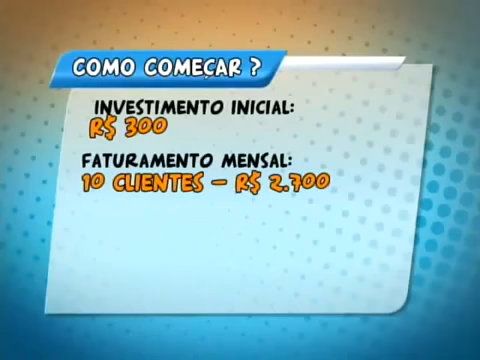 COMO COMEÇAR ?
INVESTIMENTO INICIAL:
R$ 300
FATURAMENTO MENSAL:
10 CLIENTES – R$ 2.700